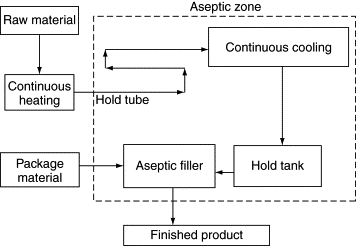 Aseptic zone
Raw material
Continuous cooling
Continuous
heating
Hold tube
Package
material
Aseptic filler
Hold tank
Finished product